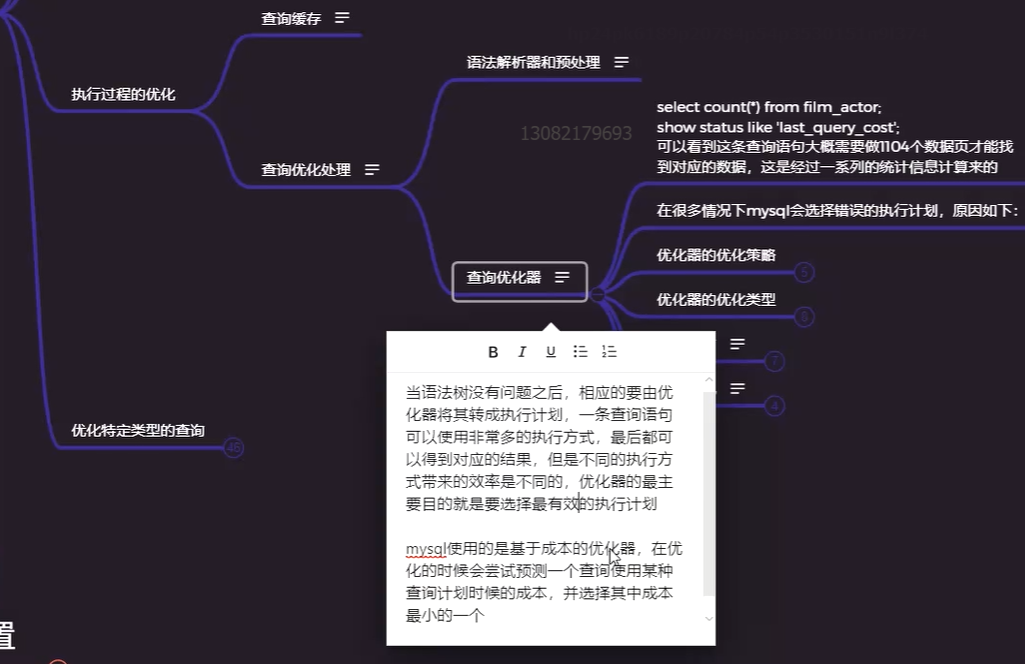 查询缓存
语法解析器和预处理
执行过程的优化
select count(*) from film_actor;
show status like 'last_query_cost';
可以看到这条查询语句大概需要做1104个数据页才能找
到对应的数据，这是经过一系列的统计信息计算来的
13082179693
查询优化处理
在很多情况下mysql会选择错误的执行计划，原因如下：
优化器的优化策略
5
查询优化器
优化器的优化类型
8
B I U
7
当语法树没有问题之后，相应的要由优
化器将其转成执行计划，一条查询语句
可以使用非常多的执行方式，最后都可
以得到对应的结果，但是不同的执行方
式带来的效率是不同的，优化器的最主
要目的就是要选择最有效的执行计划
4
优化特定类型的查询
mysql使用的是基于成本的优化器，在优
化的时候会尝试预测一个查询使用某种
查询计划时候的成本，并选择其中成本
最小的一个
置